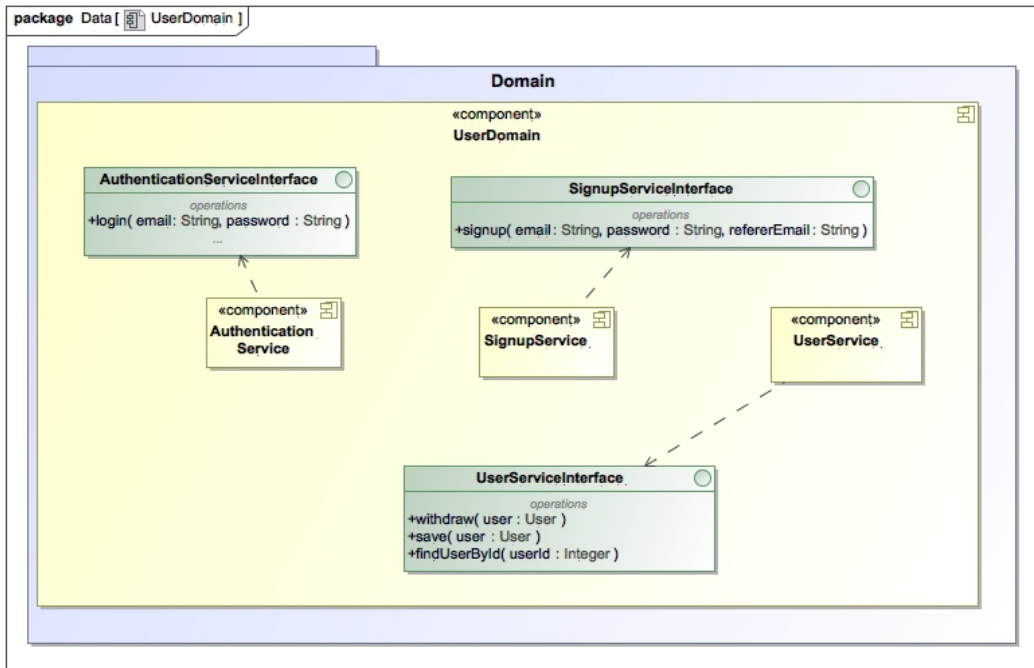 package Data [ UserDomain ]
Domain
«component»
UserDomain
AuthenticationServiceInterface
operations
+login( email : String, password : String )
...
SignupServiceInterface
operations
+signup( email : String, password : String, refererEmail : String )
«component»
Authentication
Service
«component»
SignupService
«component»
UserService
UserServiceInterface
operations
+withdraw( user : User )
+save( user : User )
+findUserById( userId : Integer )